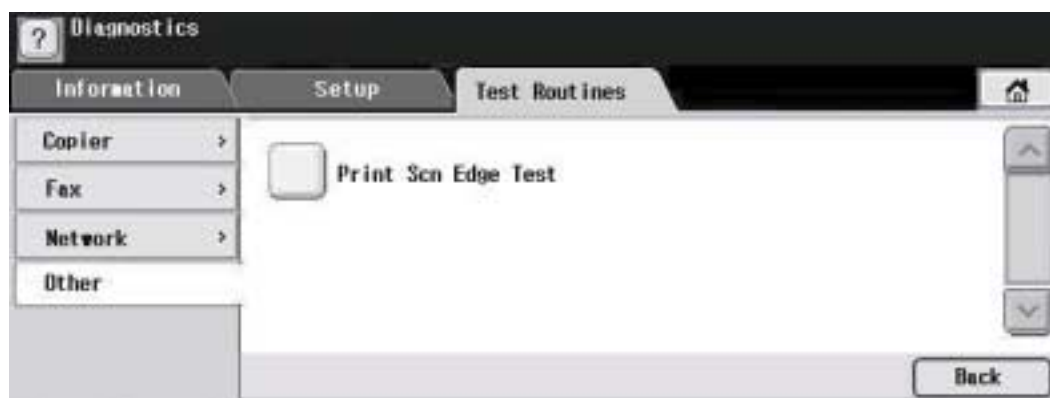 ? Diagnostics
Information Setup Test Routines
Copier >
Print Scn Edge Test
Fax >
Network >
Other
Back